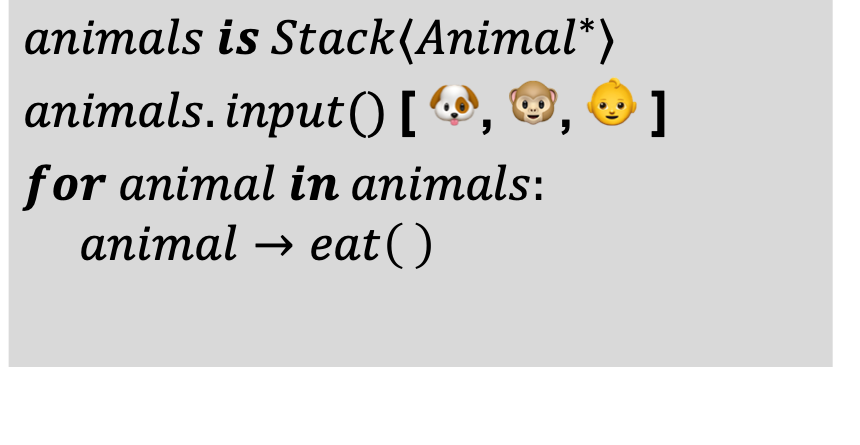 animals is Stack⟨Animal*⟩
animals.input() [ 🐶, 🐵, 👶 ]
for animal in animals:
animal → eat( )